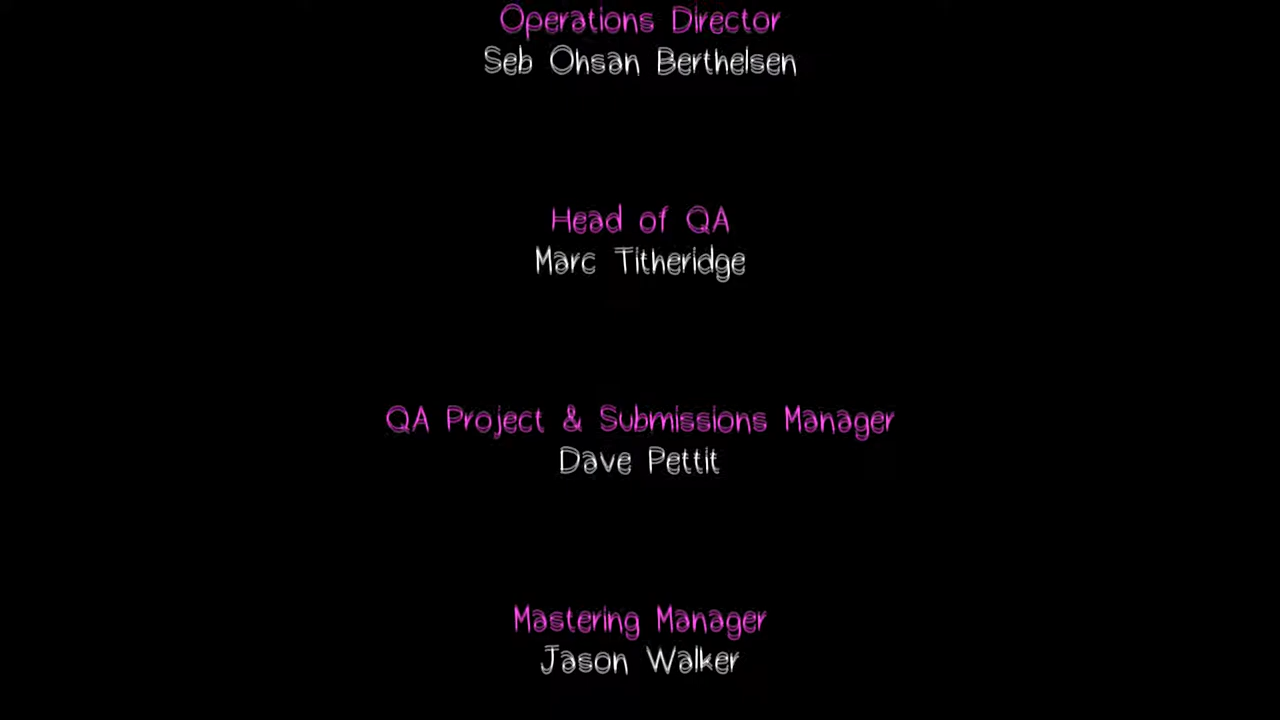 Operations Director
Seb Ohsan Berthelsen
Head of QA
Marc Titheridge
QA Project & Submissions Manager
Dave Pettit
Mastering Manager
Jason Walker